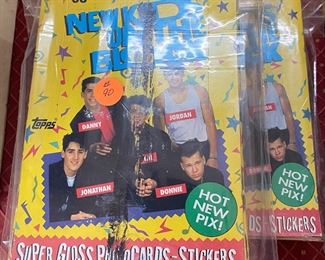 NEW KIDS
ON THE
BLOCK
Topps
DANNY
JORDAN
JONATHAN
DONNIE
HOT
NEW
PIX!
SUPER GLOSS PHOTOCARDS-STICKERS
HOT
NEW
PIX!
STICKERS